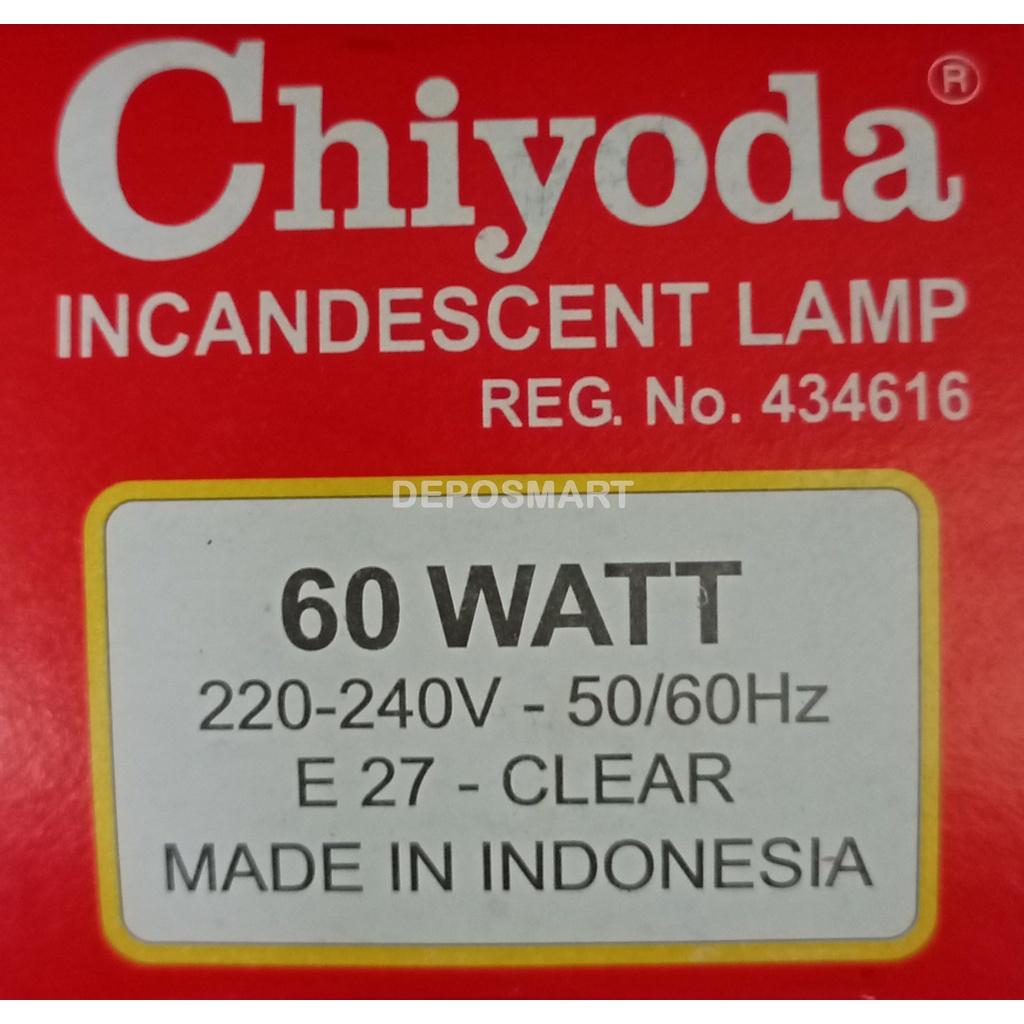 Chiyoda ®
INCANDESCENT LAMP
REG. No. 434616
DEPOSMART
60 WATT
220-240V - 50/60Hz
E 27 - CLEAR
MADE IN INDONESIA